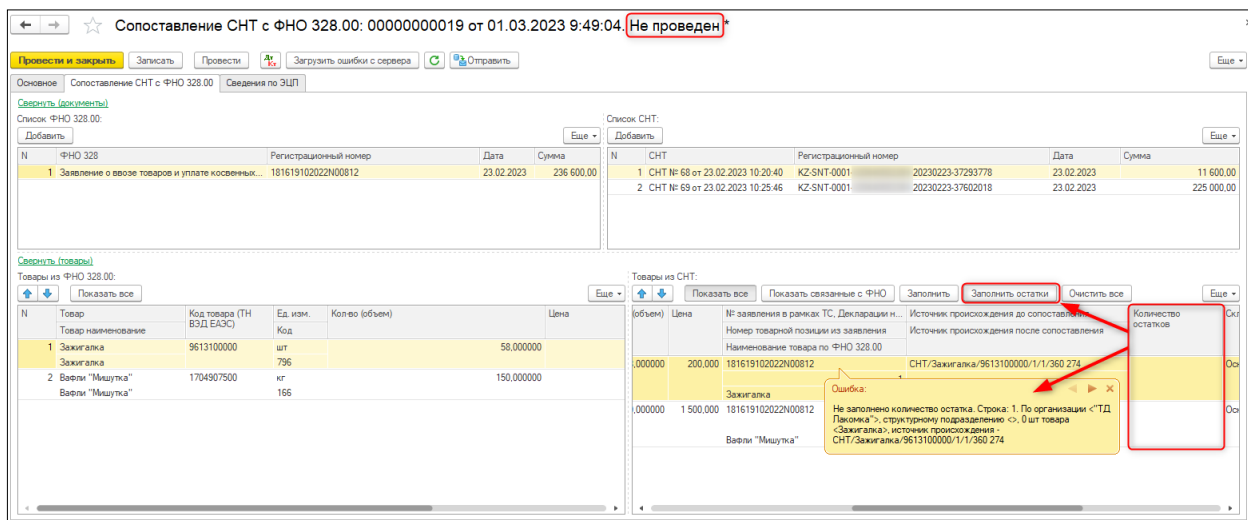 Сопоставление СНТ с ФНО 328.00: 00000000019 от 01.03.2023 9:49:04. Не проведен *
Провести и закрыть Записать Провести Дт Кт Загрузить ошибки с сервера Отправить Еще
Основное Сопоставление СНТ с ФНО 328.00 Сведения по ЭЦП
Свернуть (документы)
Список ФНО 328.00: Список СНТ:
Добавить Еще Добавить Еще
N ФНО 328 Регистрационный номер Дата Сумма N СНТ Регистрационный номер Дата Сумма
1 Заявление о ввозе товаров и уплате косвенных... 181619102022N00812 23.02.2023 236 600,00 1 СНТ № 68 от 23.02.2023 10:20:40 KZ-SNT-0001- 20230223-37293778 23.02.2023 11 600,00
2 СНТ № 69 от 23.02.2023 10:25:46 KZ-SNT-0001- 20230223-37602018 23.02.2023 225 000,00
Свернуть (товары)
Товары из ФНО 328.00: Товары из СНТ:
Показать все Еще Показать все Показать связанные с ФНО Заполнить Заполнить остатки Очистить все Еще
N Товар Код товара (ТН ВЭД ЕАЭС) Ед. изм. Кол-во (объем) Цена (объем) Цена № заявления в рамках ТС, Декларации н... Источник происхождения до сопоставления Количество остатков Скл
Товар наименование Код Номер товарной позиции из заявления Источник происхождения после сопоставления
Наименование товара по ФНО 328.00
1 Зажигалка 9613100000 шт 58,000000 ,000000 200,000 181619102022N00812 СНТ/Зажигалка/9613100000/1/1/360 274 Осн
Зажигалка 796 1
Зажигалка
2 Вафли "Мишутка" 1704907500 кг 150,000000 ,000000 1 500,000 181619102022N00812 Осн
Вафли "Мишутка" 166
Вафли "Мишутка"
Ошибка:
Не заполнено количество остатка. Строка: 1. По организации <"ТД
Лакомка">, структурному подразделению <>, 0 шт товара
<Зажигалка>, источник происхождения -
СНТ/Зажигалка/9613100000/1/1/360 274